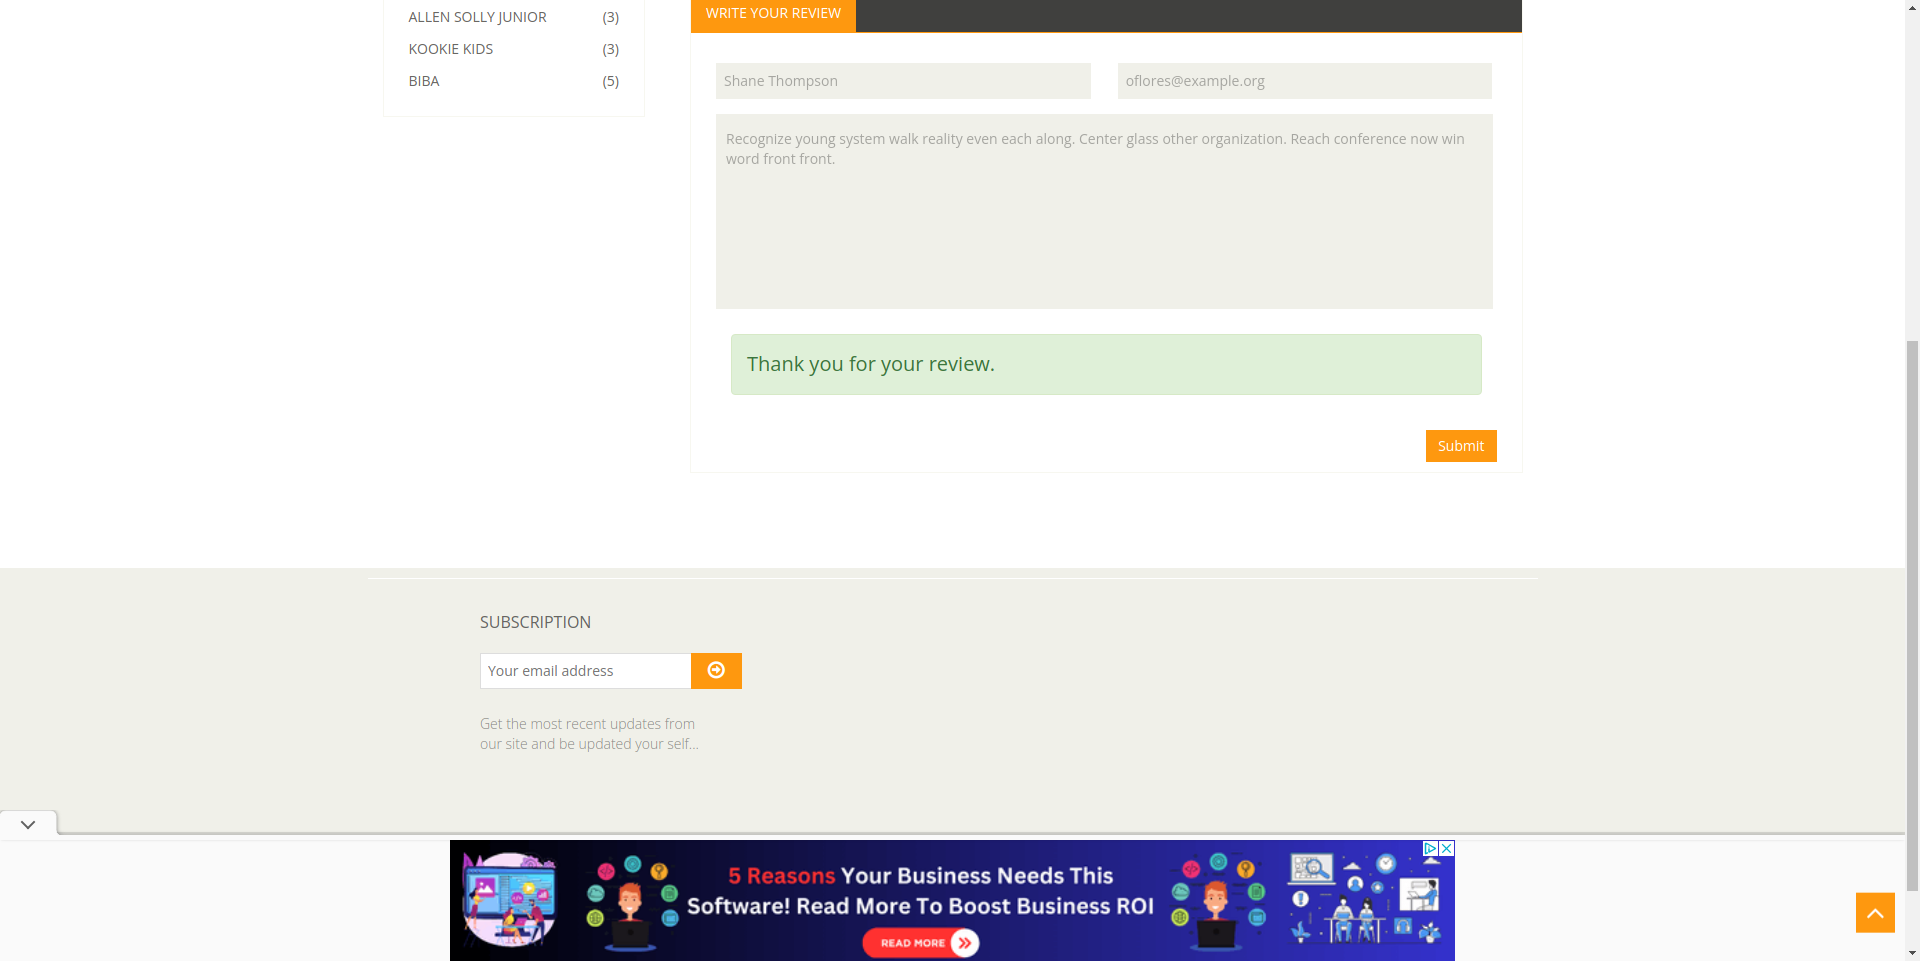 ALLEN SOLLY JUNIOR (3)
KOOKIE KIDS (3)
BIBA (5)
WRITE YOUR REVIEW
Shane Thompson
oflores@example.org
Recognize young system walk reality even each along. Center glass other organization. Reach conference now win
word front front.
Thank you for your review.
Submit
SUBSCRIPTION
Your email address
Get the most recent updates from
our site and be updated your self...
5 Reasons Your Business Needs This
Software! Read More To Boost Business ROI
READ MORE